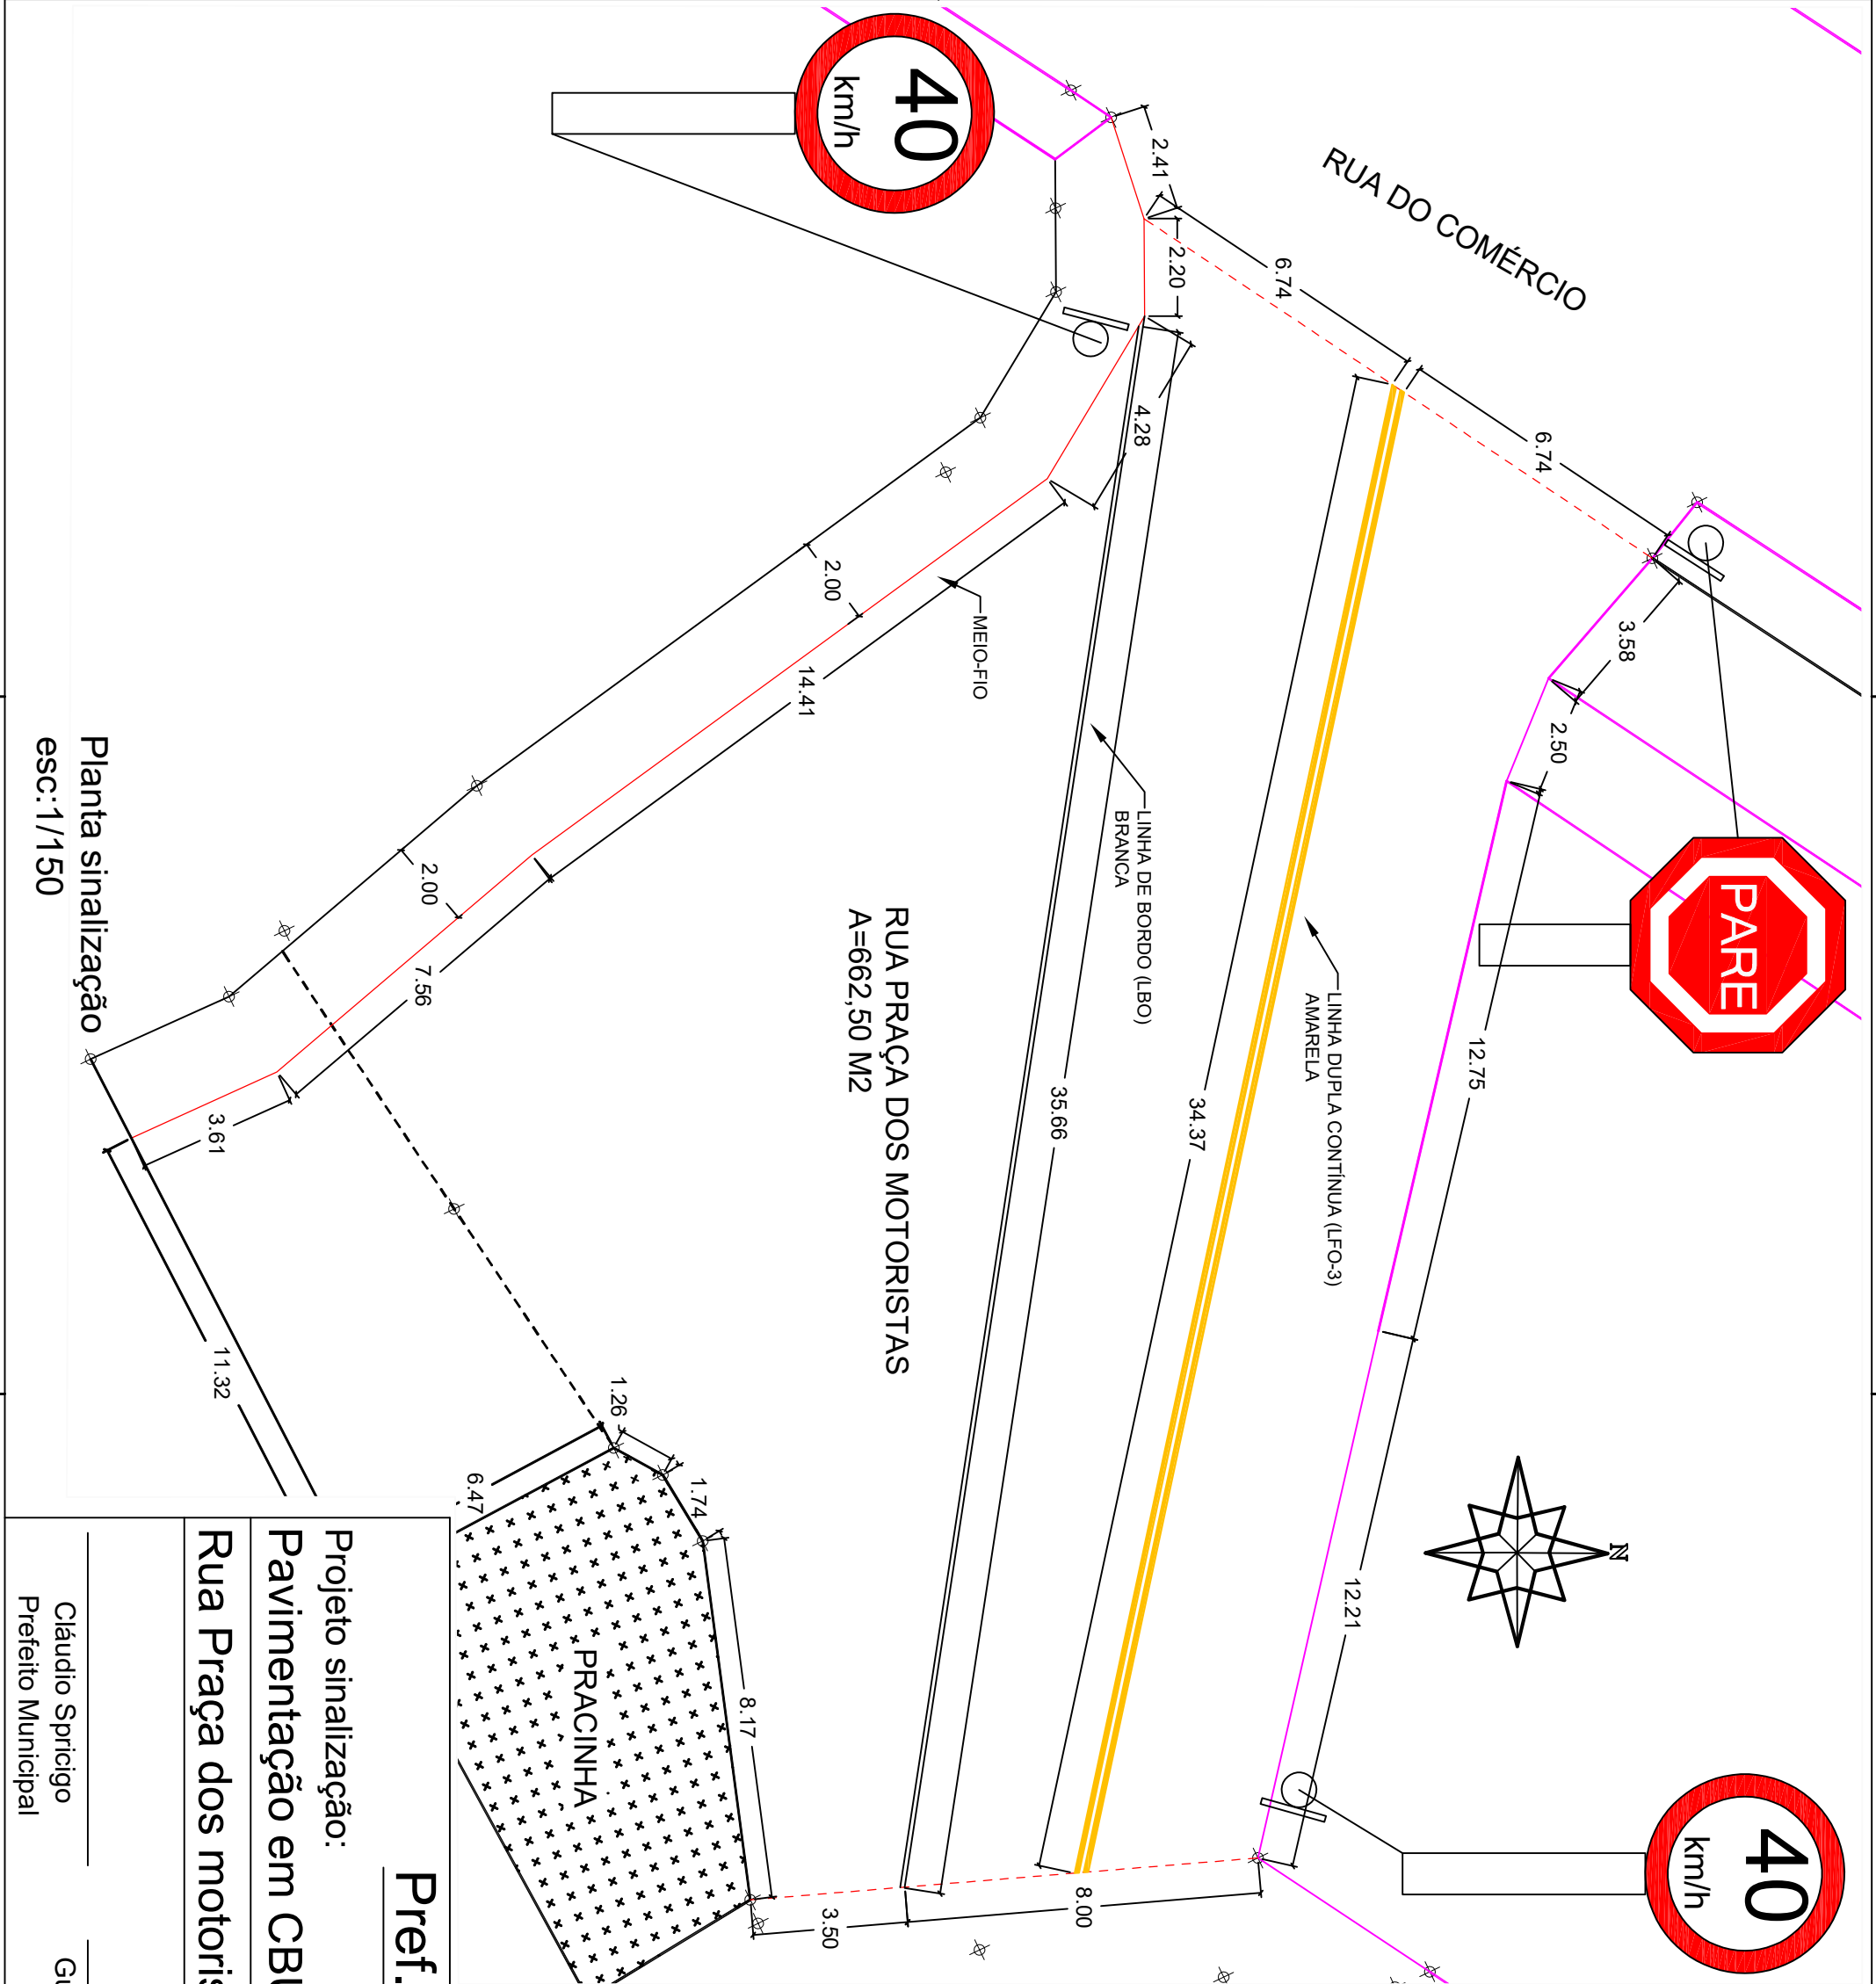 RUA DO COMÉRCIO
40
km/h
2.41
2.20
6.74
6.74
4.28
3.58
2.50
PARE
12.75
12.21
LINHA DUPLA CONTÍNUA (LFO-3)
AMARELA
34.37
LINHA DE BORDO (LBO)
BRANCA
35.66
MEIO-FIO
2.00
14.41
2.00
7.56
3.61
11.32
RUA PRAÇA DOS MOTORISTAS
A=662,50 M2
N
40
km/h
8.00
3.50
8.17
1.74
1.26
6.47
PRACINHA
Planta sinalização
esc:1/150
Pref.
Projeto sinalização:
Pavimentação em
Rua Praça dos
Cláudio Spricigo
Prefeito Municipal